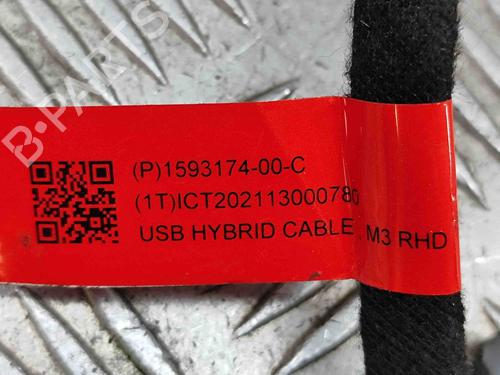 B-PARTS
(P)1593174-00-C
(1T)ICT202113000780
USB HYBRID CABLE, M3 RHD